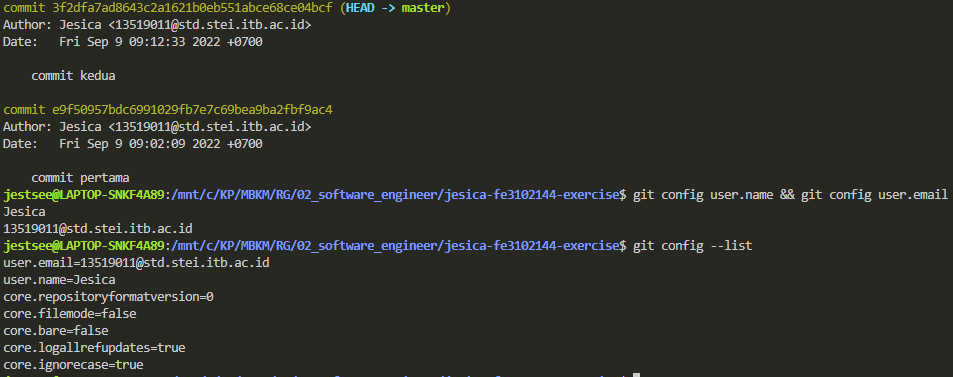 commit 3f2dfa7ad8643c2a1621b0eb551abce68ce04bcf (HEAD -> master)
Author: Jesica <13519011@std.stei.itb.ac.id>
Date:   Fri Sep 9 09:12:33 2022 +0700
    commit kedua
commit e9f50957bdc6991029fb7e7c69bea9ba2fbf9ac4
Author: Jesica <13519011@std.stei.itb.ac.id>
Date:   Fri Sep 9 09:02:09 2022 +0700
    commit pertama
jestsee@LAPTOP-SNKF4A89:/mnt/c/KP/MBKM/RG/02_software_engineer/jesica-fe3102144-exercise$ git config user.name && git config user.email
Jesica
13519011@std.stei.itb.ac.id
jestsee@LAPTOP-SNKF4A89:/mnt/c/KP/MBKM/RG/02_software_engineer/jesica-fe3102144-exercise$ git config --list
user.email=13519011@std.stei.itb.ac.id
user.name=Jesica
core.repositoryformatversion=0
core.filemode=false
core.bare=false
core.logallrefupdates=true
core.ignorecase=true